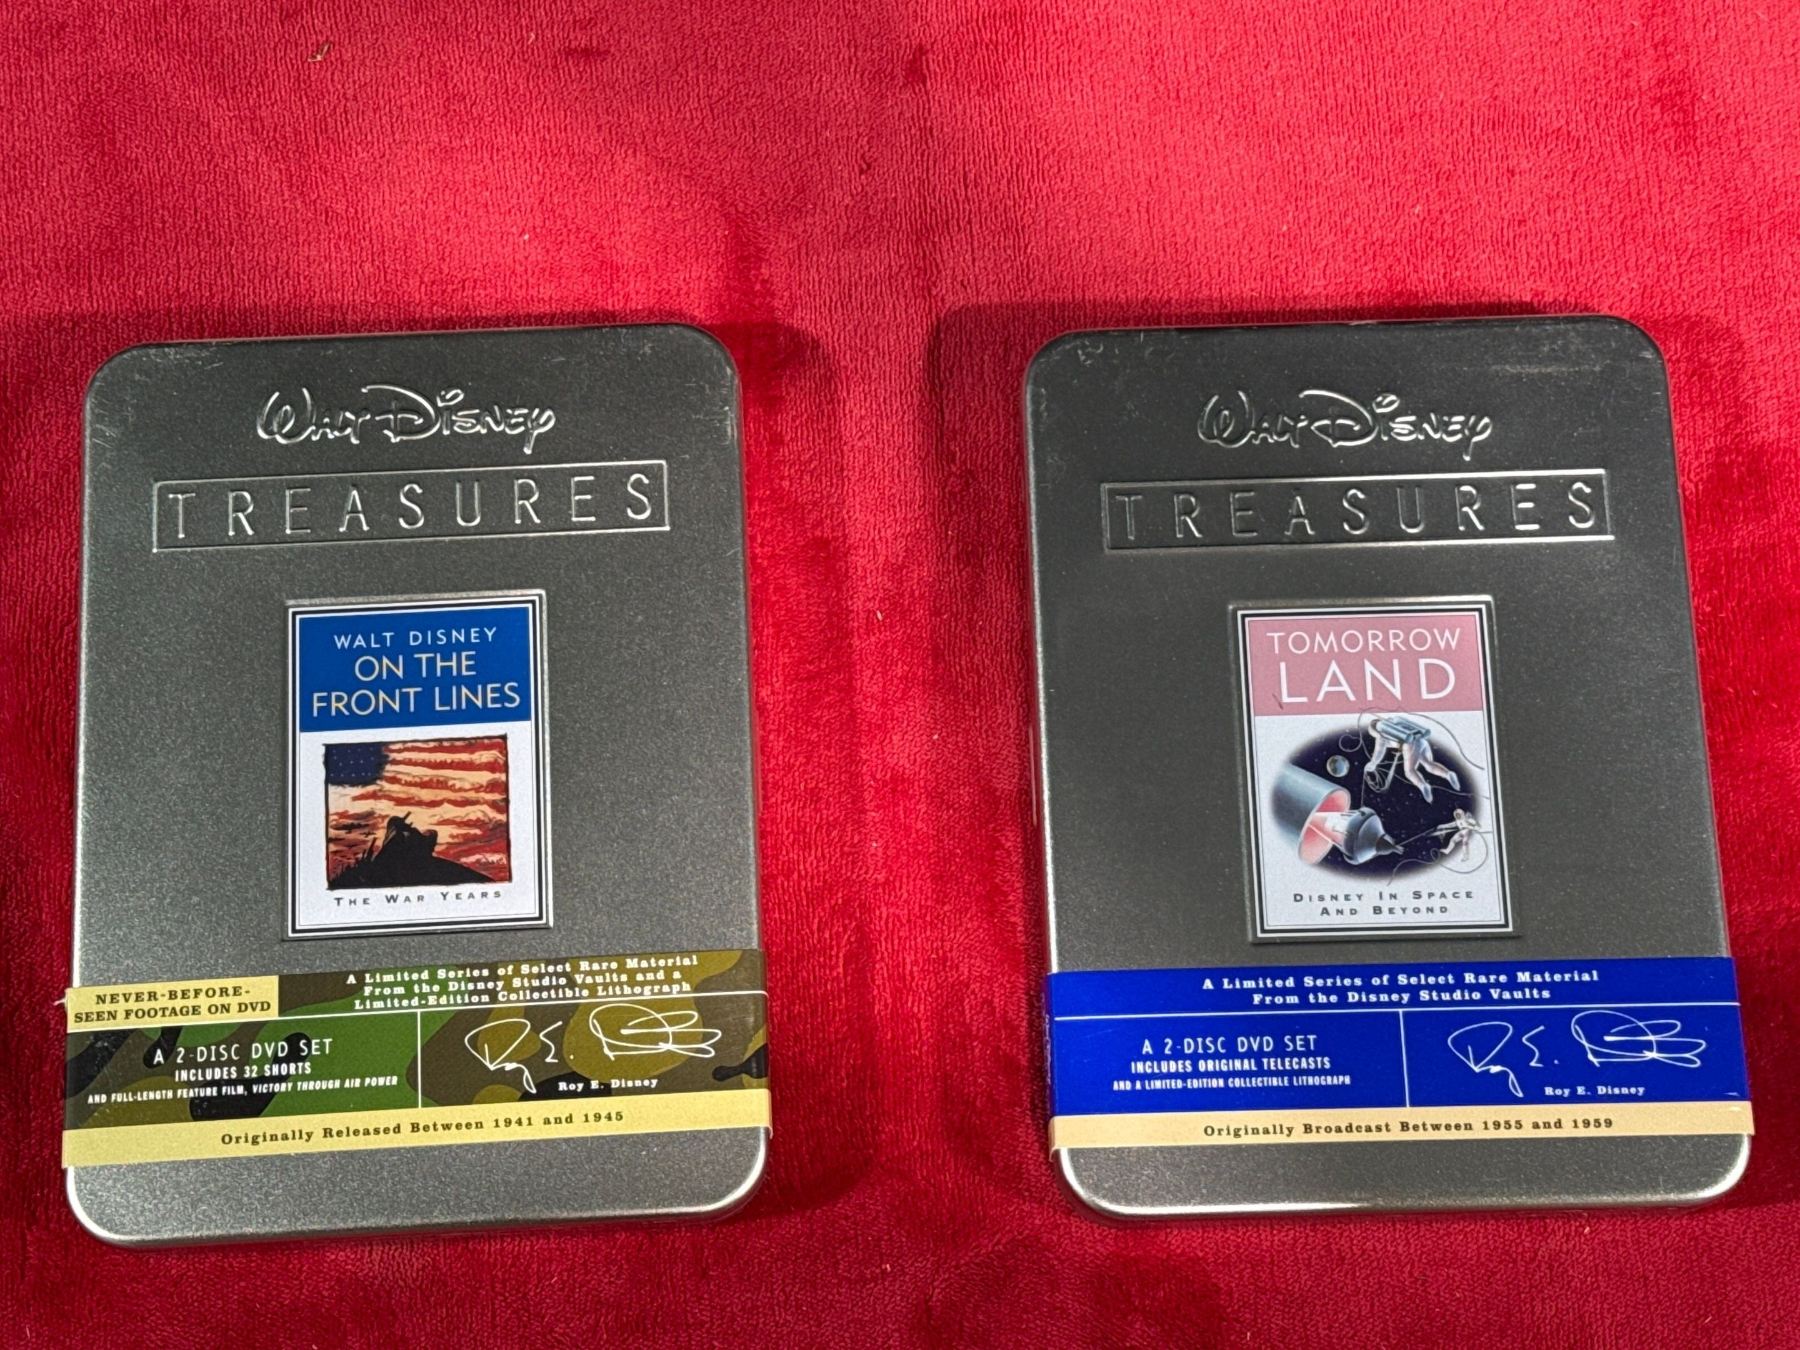 WALT DISNEY
TREASURES
WALT DISNEY
ON THE
FRONT LINES
THE WAR YEARS
NEVER-BEFORE-
SEEN FOOTAGE ON DVD
A Limited Series of Select Rare Material
From the Disney Studio Vaults and a
Limited-Edition Collectible Lithograph
A 2-DISC DVD SET
INCLUDES 32 SHORTS
AND FULL-LENGTH FEATURE FILM, VICTORY THROUGH AIR POWER
Roy E. Disney
Roy E. Disney
Originally Released Between 1941 and 1945
WALT DISNEY
TREASURES
TOMORROW
LAND
DISNEY IN SPACE
AND BEYOND
A Limited Series of Select Rare Material
From the Disney Studio Vaults
A 2-DISC DVD SET
INCLUDES ORIGINAL TELECASTS
AND A LIMITED-EDITION COLLECTIBLE LITHOGRAPH
Roy E. Disney
Roy E. Disney
Originally Broadcast Between 1955 and 1959